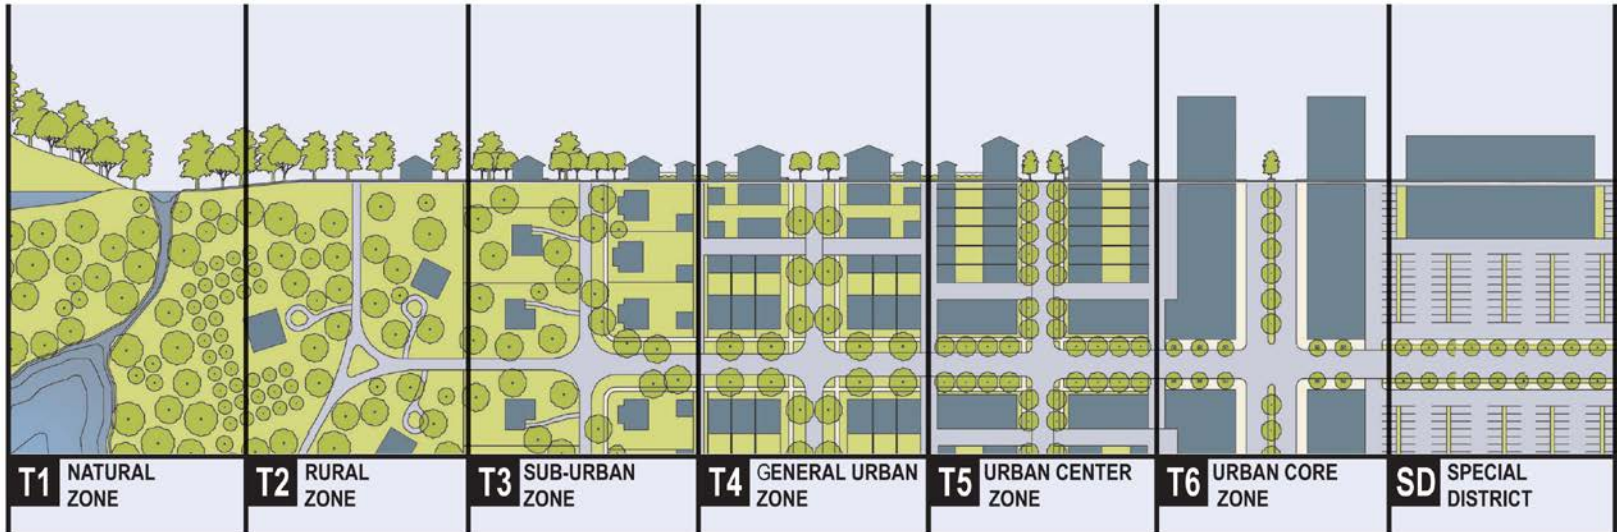 T1 NATURAL
ZONE
T2 RURAL
ZONE
T3 SUB-URBAN
ZONE
T4 GENERAL URBAN
ZONE
T5 URBAN CENTER
ZONE
T6 URBAN CORE
ZONE
SD SPECIAL
DISTRICT